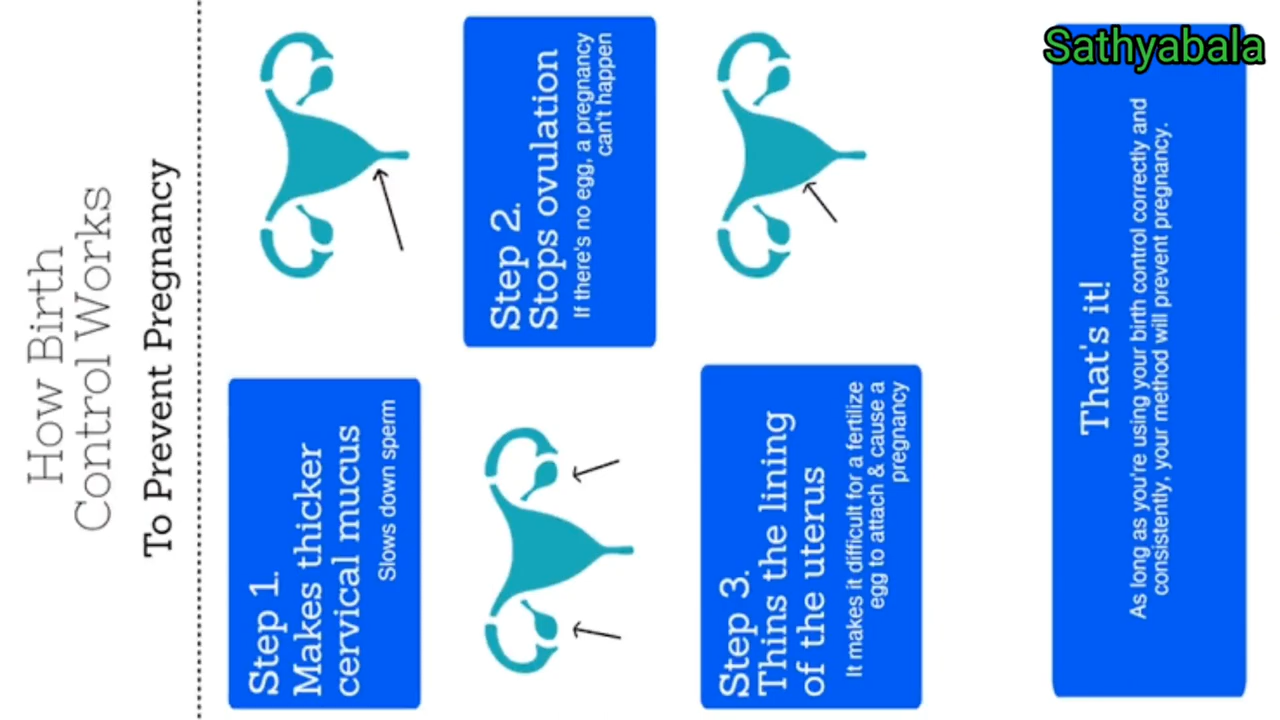 How Birth
Control Works
To Prevent Pregnancy
Step 1.
Makes thicker
cervical mucus
Slows down sperm
Step 2.
Stops ovulation
If there's no egg, a pregnancy
can't happen
Step 3.
Thins the lining
of the uterus
It makes it difficult for a fertilize
egg to attach & cause a
pregnancy
That's it!
As long as you're using your birth control correctly and
consistently, your method will prevent pregnancy.
Sathyabala